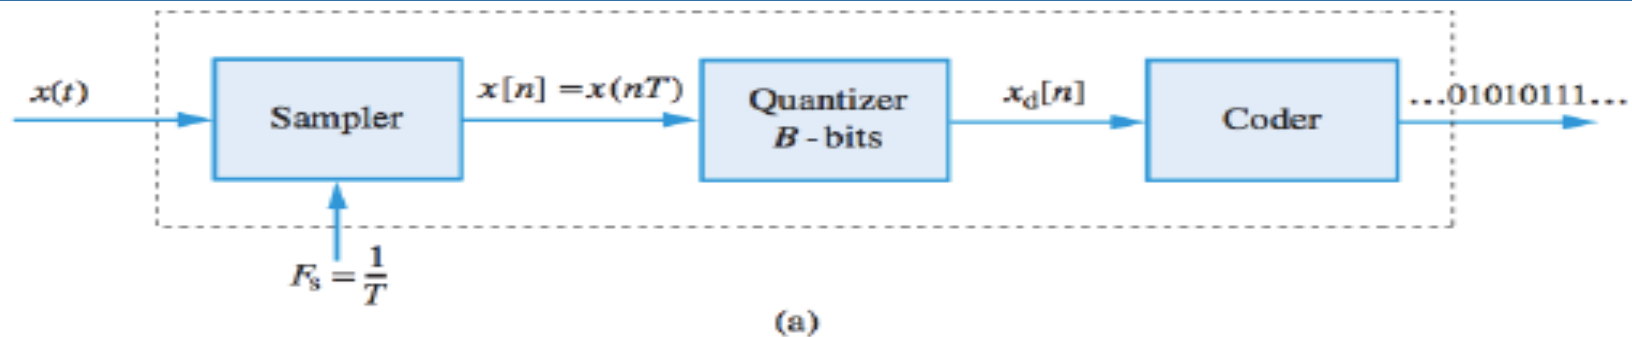 x(t)
Sampler
x[n] =x(nT)
Quantizer
B - bits
x_d[n]
Coder
...01010111...
F_s = 1/T
(a)